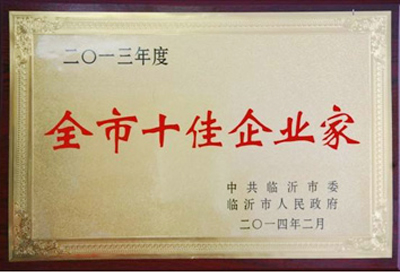 二〇一三年度
全市十佳企业家
中共临沂市委
临沂市人民政府
二〇一四年二月